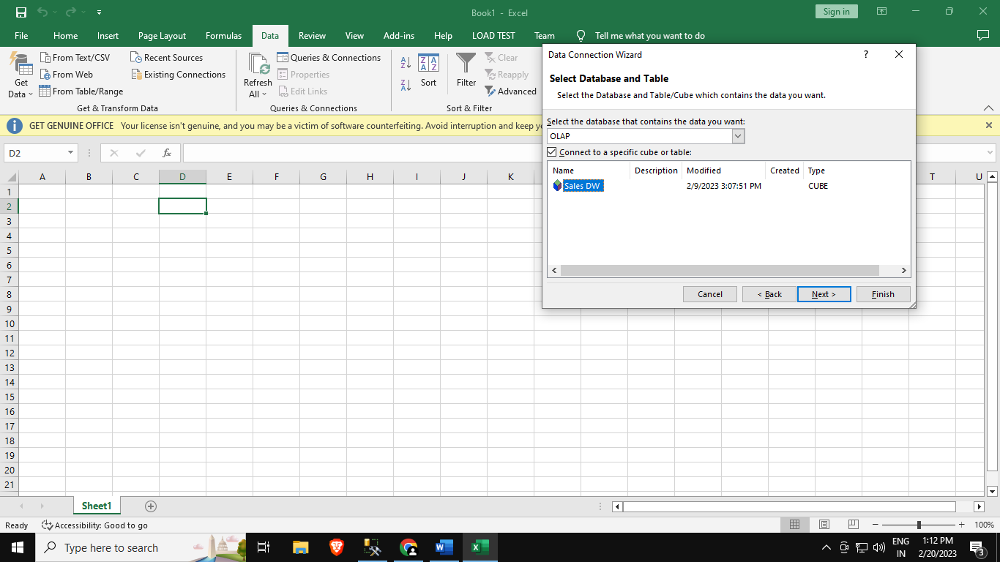 Book1 - Excel
Sign in
File Home Insert Page Layout Formulas Data Review View Add-ins Help LOAD TEST Team Tell me what you want to do
Get Data
From Text/CSV
From Web
From Table/Range
Recent Sources
Existing Connections
Get & Transform Data
Refresh All
Queries & Connections
Properties
Edit Links
Queries & Connections
Sort
Filter
Clear
Reapply
Advanced
Sort & Filter
GET GENUINE OFFICE Your license isn't genuine, and you may be a victim of software counterfeiting. Avoid interruption and keep
D2
fx
A B C D E F G H I J K T U
1
2
3
4
5
6
7
8
9
10
11
12
13
14
15
16
17
18
19
20
21
Data Connection Wizard ?
Select Database and Table
Select the Database and Table/Cube which contains the data you want.
Select the database that contains the data you want:
OLAP
Connect to a specific cube or table:
Name Description Modified Created Type
Sales DW 2/9/2023 3:07:51 PM CUBE
Cancel < Back Next > Finish
Sheet1
Ready Accessibility: Good to go 100%
Type here to search
ENG
IN
1:12 PM
2/20/2023
3